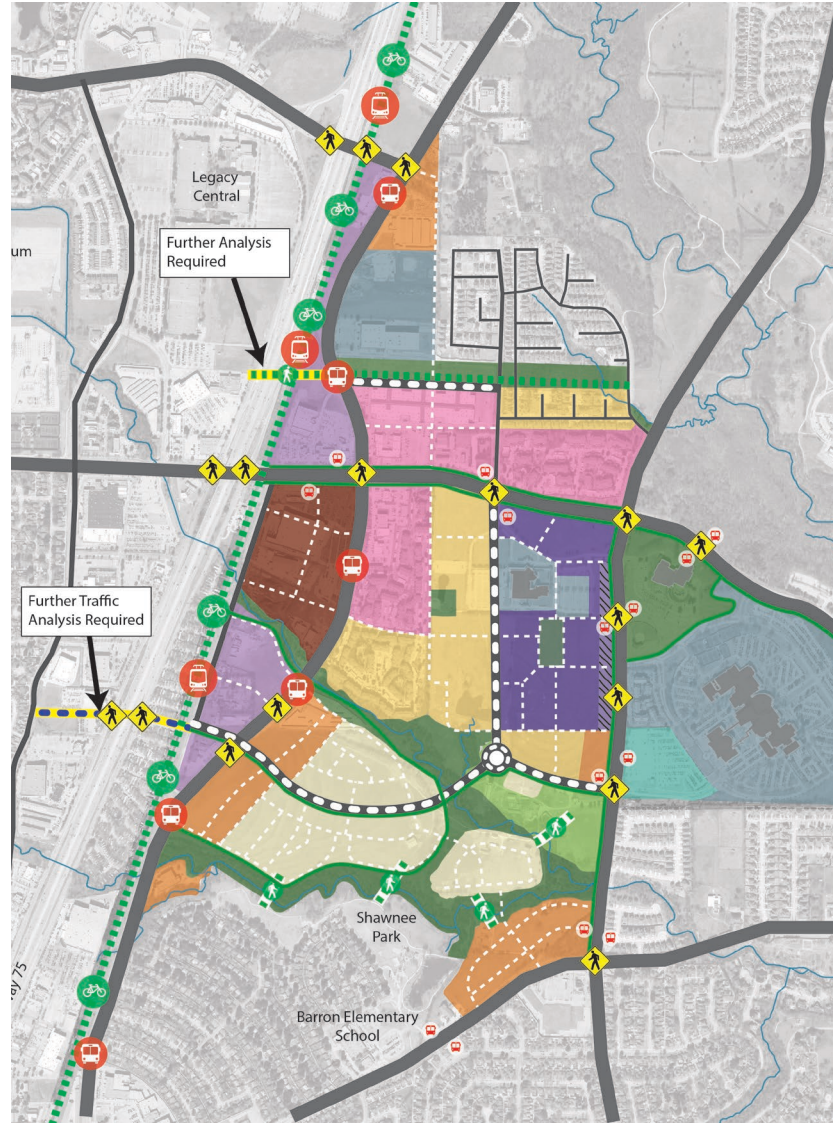 Legacy
Central
um
Further Analysis
Required
Further Traffic
Analysis Required
Shawnee
Park
ay 75
Barron Elementary
School